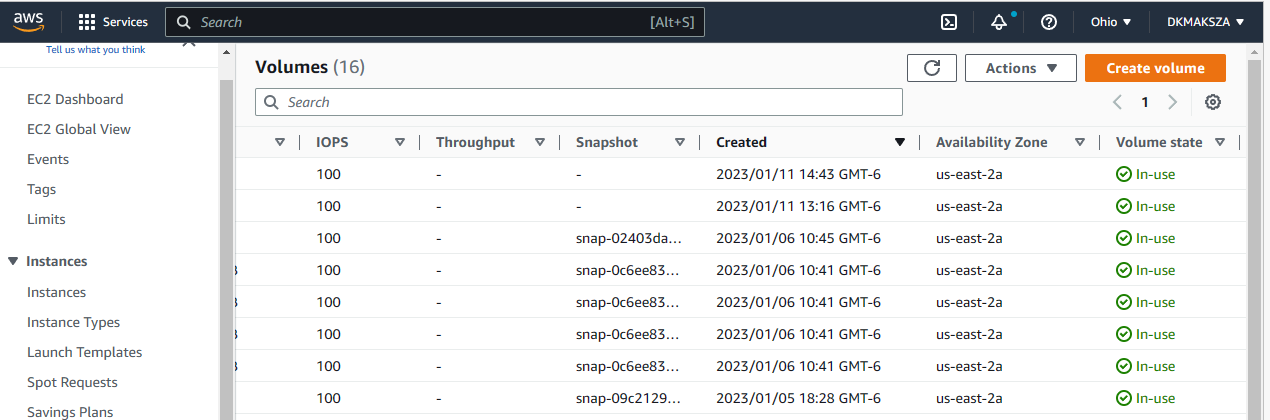 aws Services Search [Alt+S] Ohio DKMAKSZA
Tell us what you think
EC2 Dashboard
EC2 Global View
Events
Tags
Limits
Instances
Instances
Instance Types
Launch Templates
Spot Requests
Savings Plans
Volumes (16) Actions Create volume
Search 1
IOPS Throughput Snapshot Created Availability Zone Volume state
100 - - 2023/01/11 14:43 GMT-6 us-east-2a In-use
100 - - 2023/01/11 13:16 GMT-6 us-east-2a In-use
100 - snap-02403da... 2023/01/06 10:45 GMT-6 us-east-2a In-use
100 - snap-0c6ee83... 2023/01/06 10:41 GMT-6 us-east-2a In-use
100 - snap-0c6ee83... 2023/01/06 10:41 GMT-6 us-east-2a In-use
100 - snap-0c6ee83... 2023/01/06 10:41 GMT-6 us-east-2a In-use
100 - snap-0c6ee83... 2023/01/06 10:41 GMT-6 us-east-2a In-use
100 - snap-09c2129... 2023/01/05 18:28 GMT-6 us-east-2a In-use